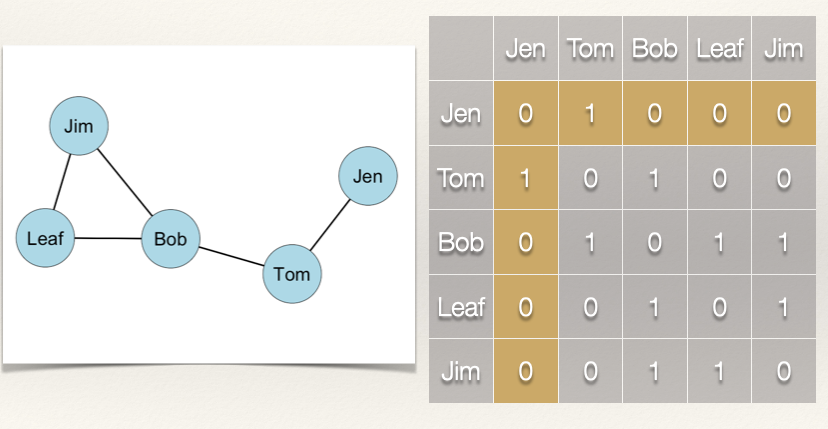 Jim
Jen
Leaf
Bob
Tom
Jen Tom Bob Leaf Jim
Jen 0 1 0 0 0
Tom 1 0 1 0 0
Bob 0 1 0 1 1
Leaf 0 0 1 0 1
Jim 0 0 1 1 0